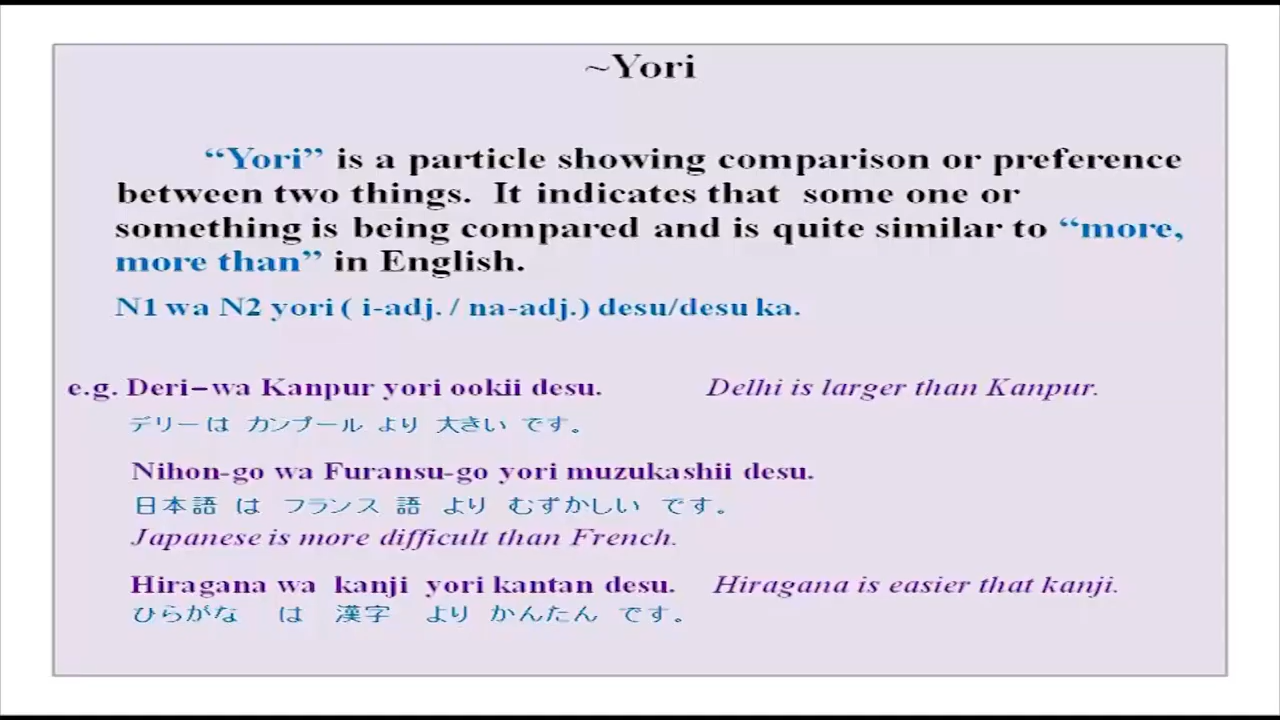 ~Yori
“Yori” is a particle showing comparison or preference
between two things. It indicates that some one or
something is being compared and is quite similar to “more,
more than” in English.
N1 wa N2 yori ( i-adj. / na-adj.) desu/desu ka.
e.g. Deri–wa Kanpur yori ookii desu. Delhi is larger than Kanpur.
デリーは カンプール より 大きい です。
Nihon-go wa Furansu-go yori muzukashii desu.
日本語 は フランス 語 より むずかしい です。
Japanese is more difficult than French.
Hiragana wa kanji yori kantan desu. Hiragana is easier that kanji.
ひらがな は 漢字 より かんたん です。